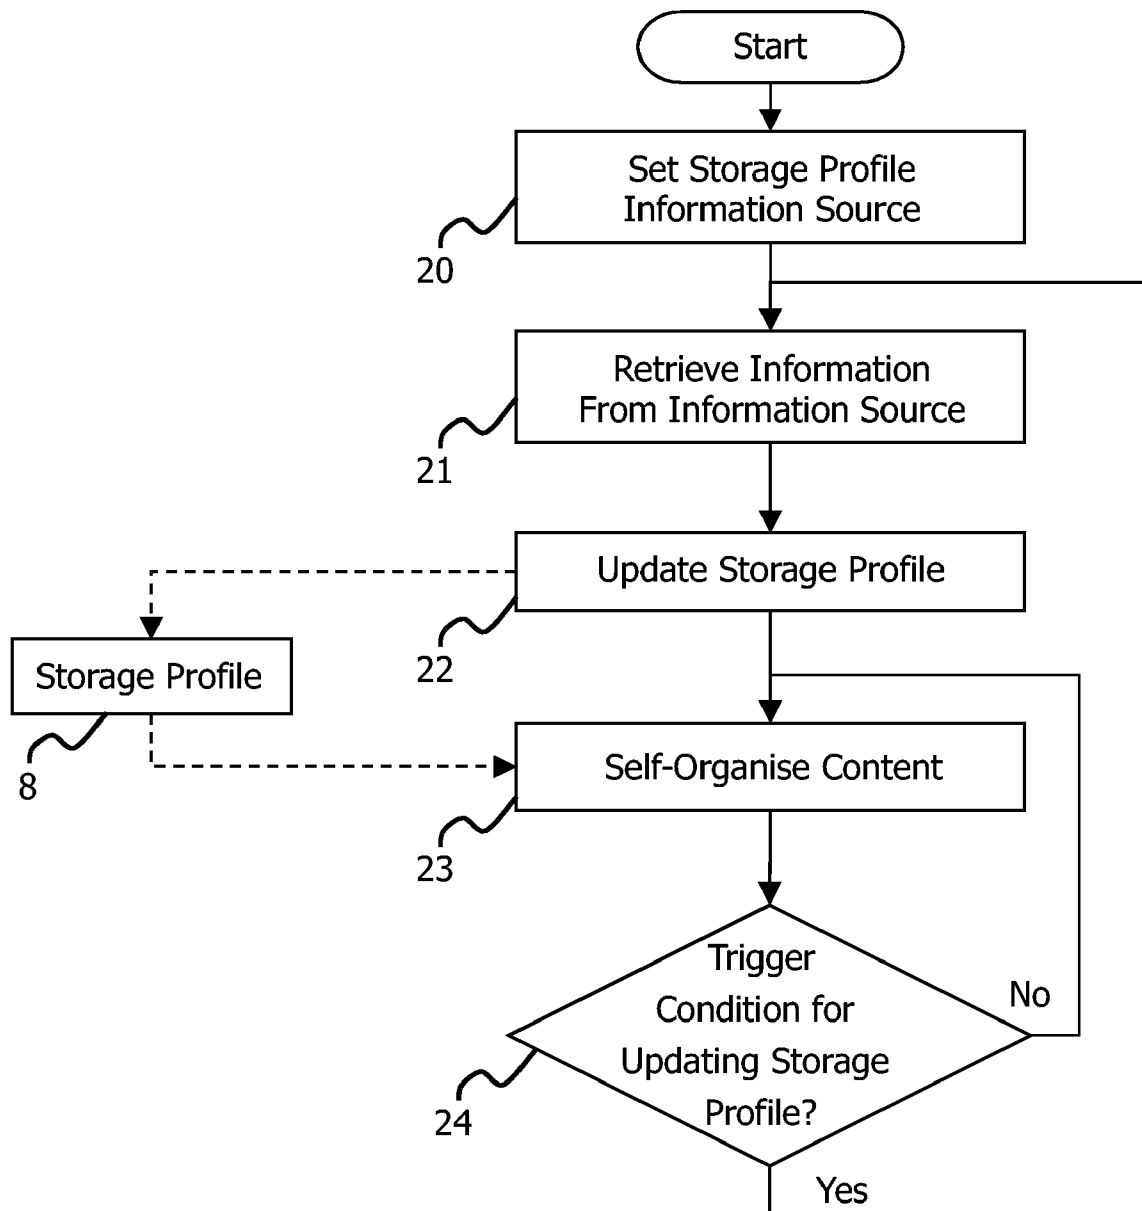 Start
Set Storage Profile
Information Source
20
Retrieve Information
From Information Source
21
Update Storage Profile
22
Storage Profile
8
Self-Organise Content
23
Trigger
Condition for
Updating Storage
Profile?
No
24
Yes